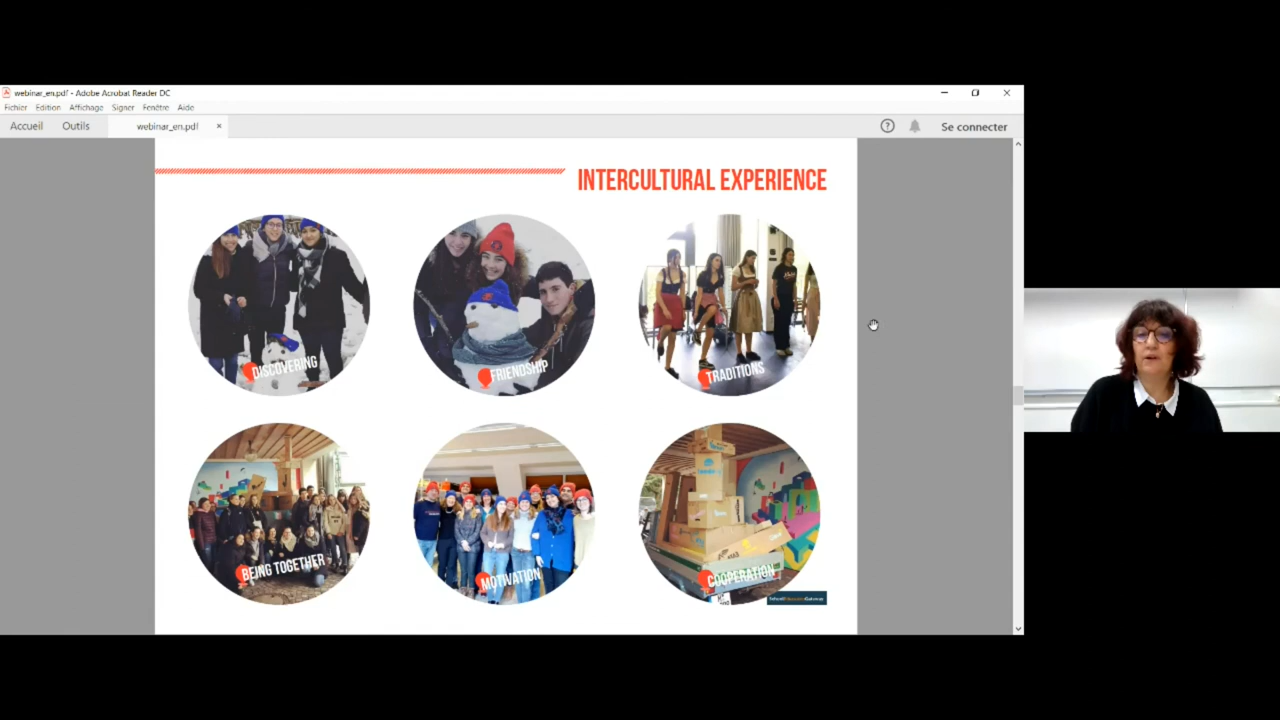 webinar_en.pdf - Adobe Acrobat Reader DC
Fichier Edition Affichage Signer Fenêtre Aide
Accueil Outils webinar_en.pdf × Se connecter
INTERCULTURAL EXPERIENCE
DISCOVERING
FRIENDSHIP
TRADITIONS
BEING TOGETHER
MOTIVATION
COOPERATION
SchoolEducationGateway